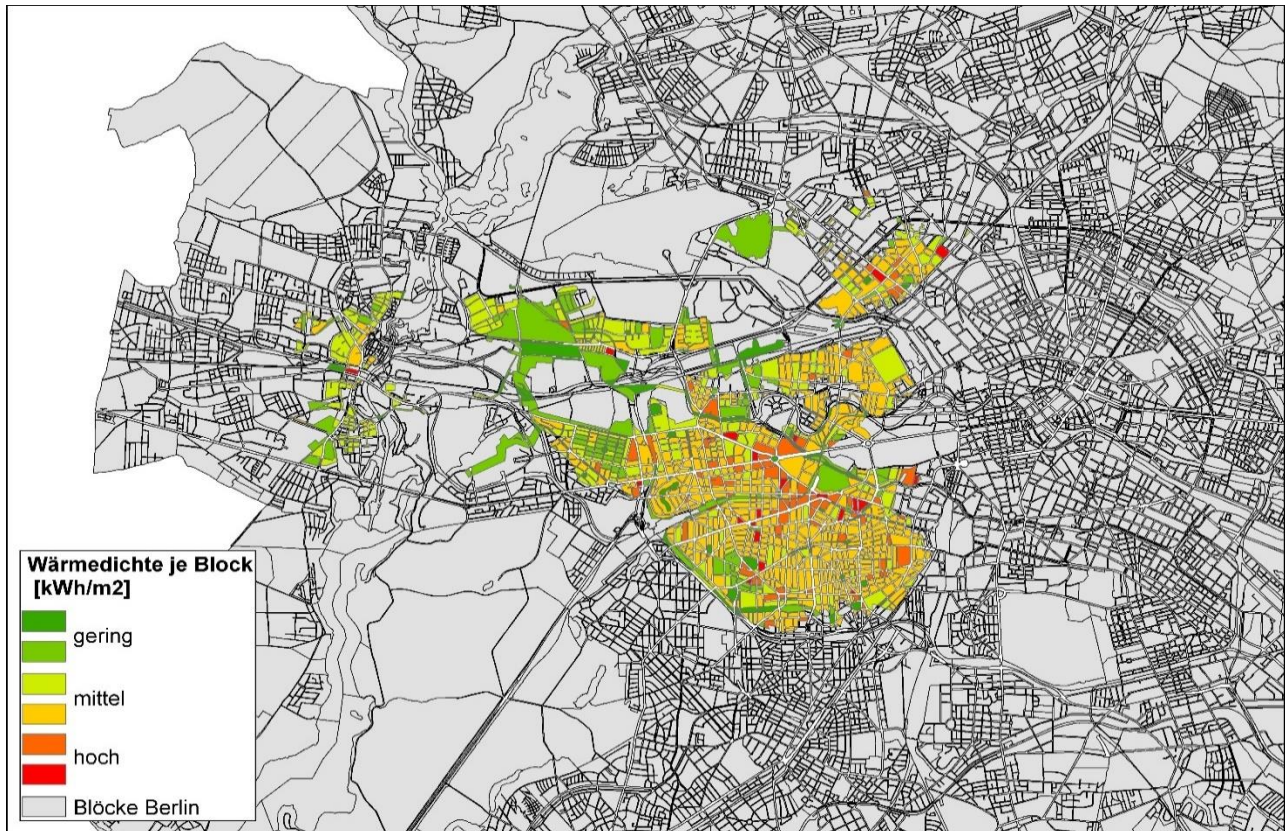 Wärmedichte je Block
[kWh/m2]
gering
mittel
hoch
Blöcke Berlin